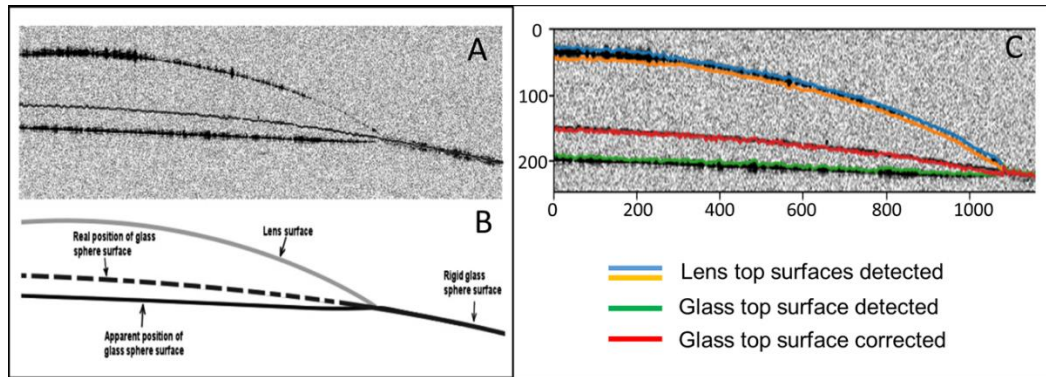 A
B
Real position of glass
sphere surface
Lens surface
Rigid glass
sphere surface
Apparent position of
glass sphere surface
C
0
100
200
0
200
400
600
800
1000
Lens top surfaces detected
Glass top surface detected
Glass top surface corrected